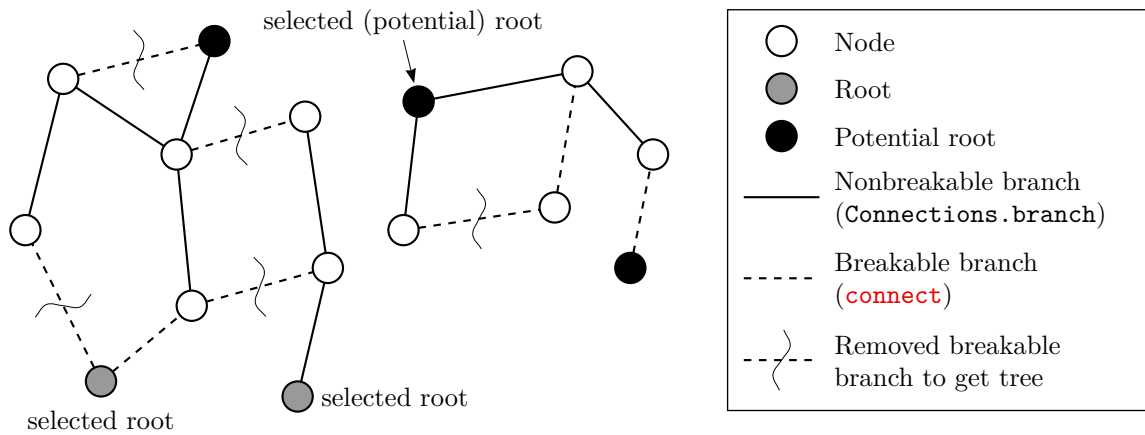 selected (potential) root
selected root
selected root
Node
Root
Potential root
Nonbreakable branch
(Connections.branch)
Breakable branch
(connect)
Removed breakable
branch to get tree